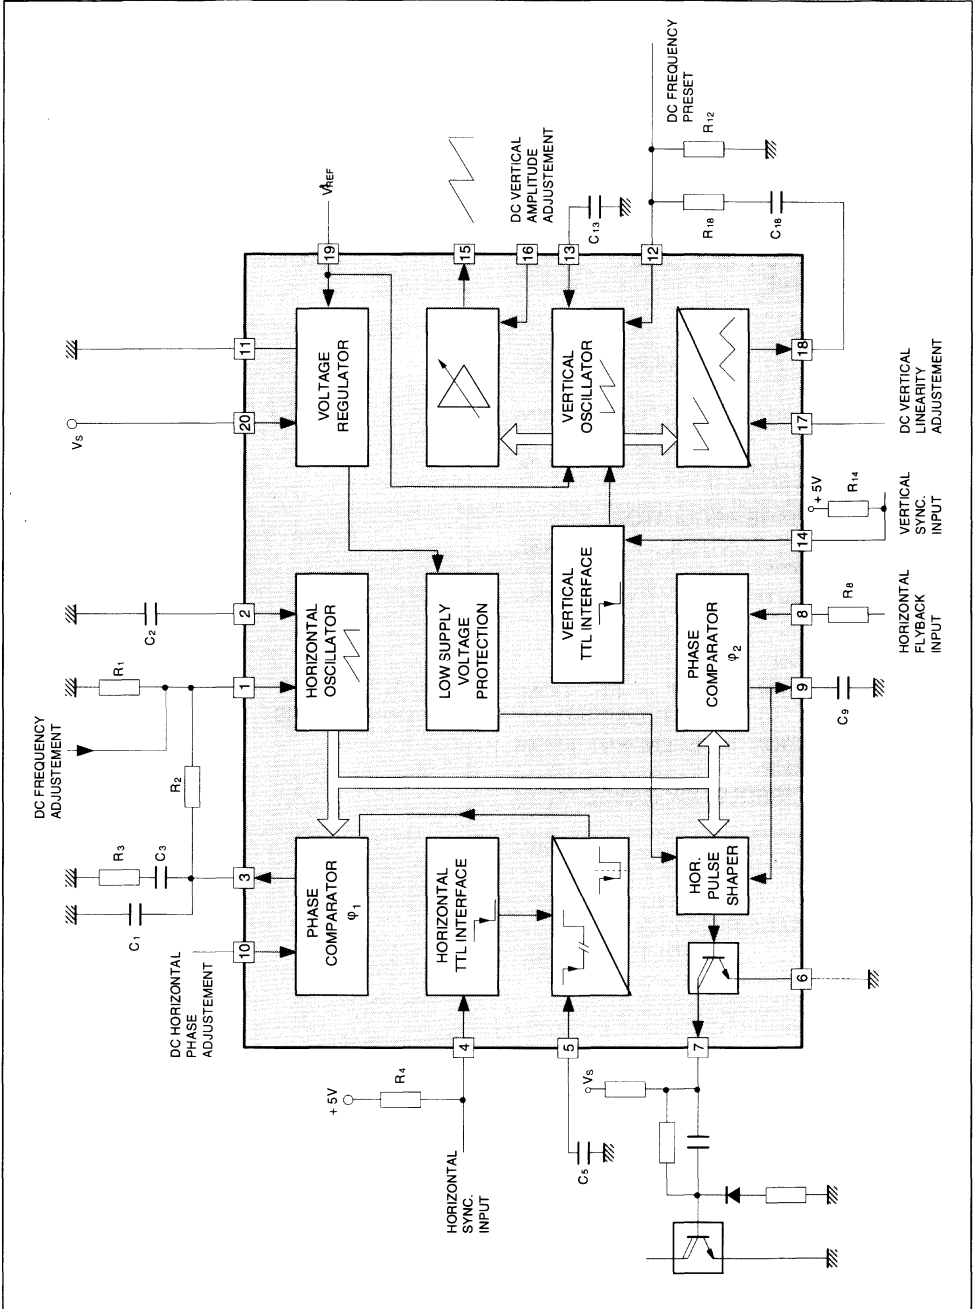 DC FREQUENCY
ADJUSTEMENT
R3
C3
C1
R2
R1
C2
VS
DC HORIZONTAL
PHASE
ADJUSTEMENT
10
3
1
2
20
11
PHASE
COMPARATOR
φ1
HORIZONTAL
OSCILLATOR
VOLTAGE
REGULATOR
19
VREF
+ 5V
R4
HORIZONTAL
SYNC.
INPUT
4
HORIZONTAL
TTL INTERFACE
LOW SUPPLY
VOLTAGE
PROTECTION
15
16
DC VERTICAL
AMPLITUDE
ADJUSTEMENT
C5
5
VERTICAL
TTL INTERFACE
VERTICAL
OSCILLATOR
13
C13
12
DC FREQUENCY
PRESET
R18
R12
C18
VS
7
HOR.
PULSE
SHAPER
PHASE
COMPARATOR
φ2
6
9
8
14
17
18
C9
R8
+ 5V
R14
HORIZONTAL
FLYBACK
INPUT
VERTICAL
SYNC.
INPUT
DC VERTICAL
LINEARITY
ADJUSTEMENT